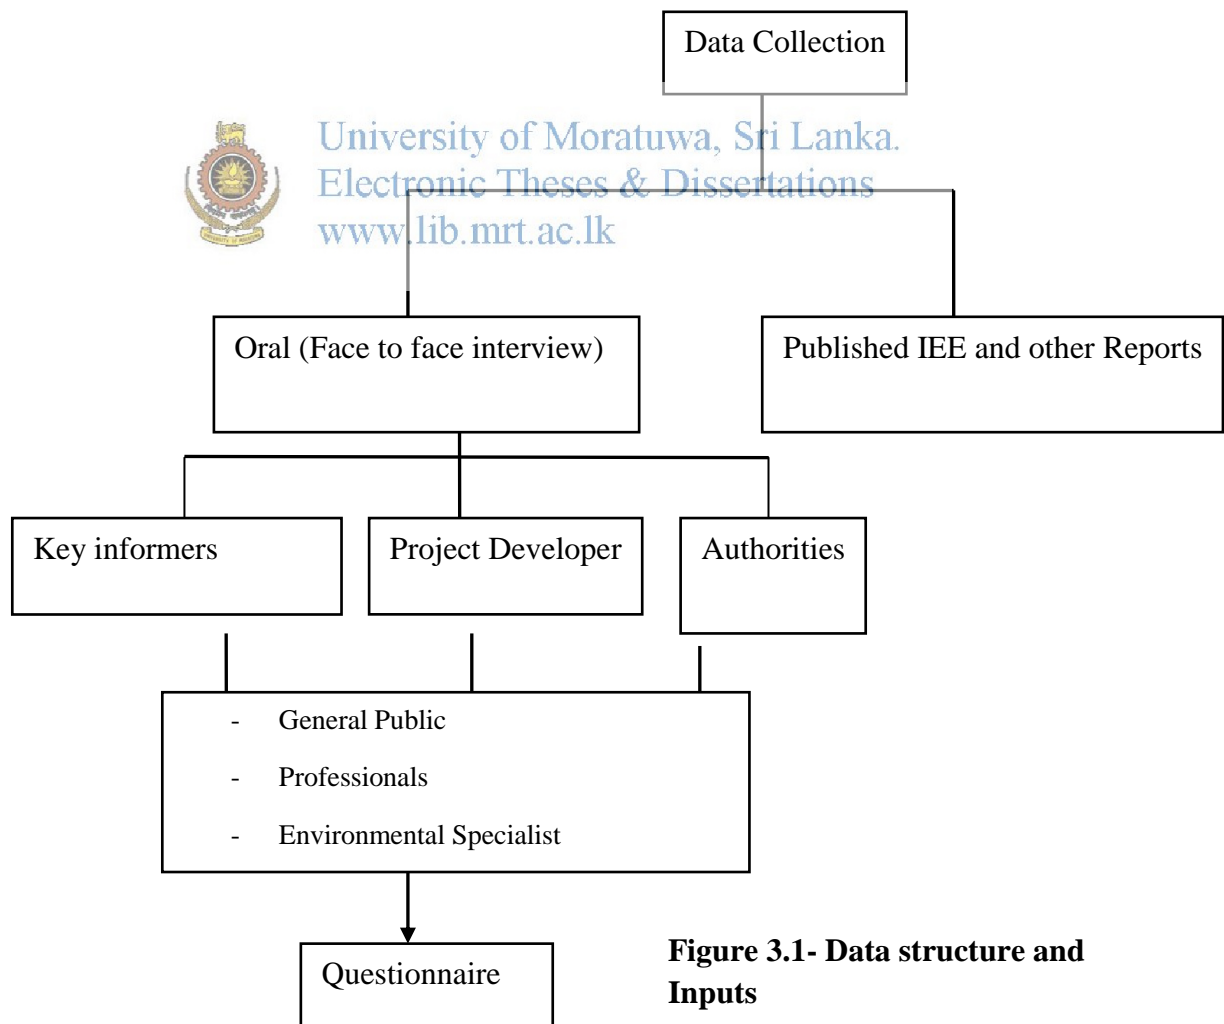 Data Collection
University of Moratuwa, Sri Lanka.
Electronic Theses & Dissertations
www.lib.mrt.ac.lk
Oral (Face to face interview)
Published IEE and other Reports
Key informers
Project Developer
Authorities
- General Public
- Professionals
- Environmental Specialist
Questionnaire
Figure 3.1- Data structure and
Inputs